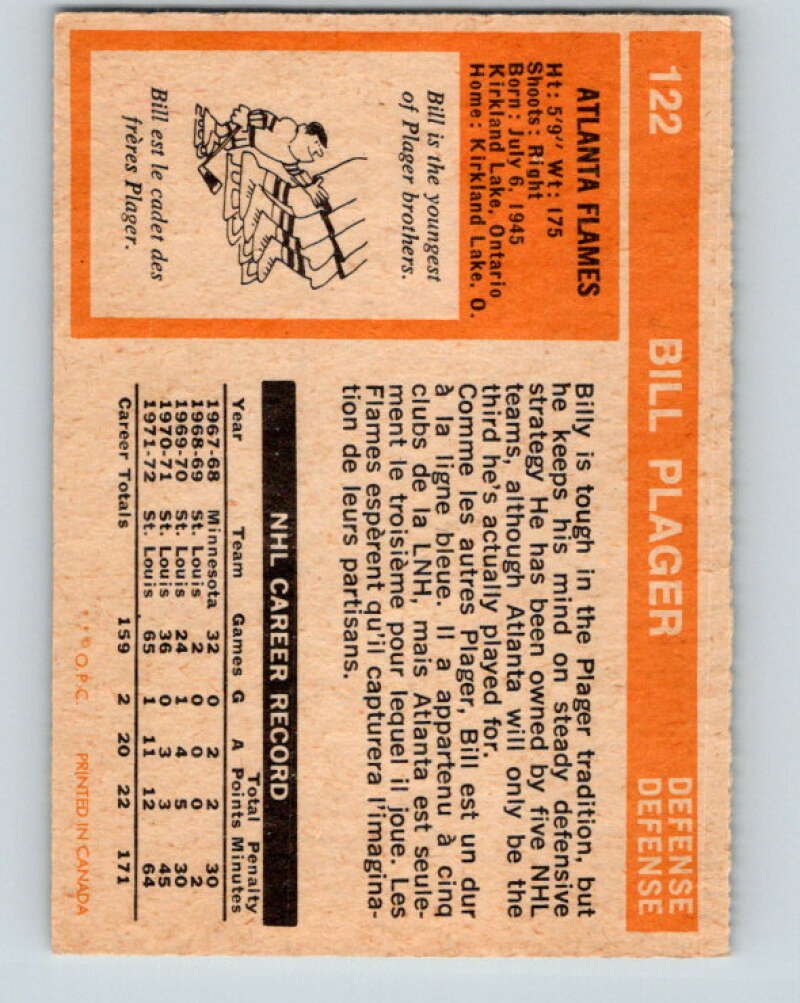 122 BILL PLAGER DEFENSE
DEFENSE
ATLANTA FLAMES
Ht: 5'9" Wt: 175
Shoots: Right
Born: July 6, 1945
Kirkland Lake, Ontario
Home: Kirkland Lake, O.
Bill is the youngest
of Plager brothers.
Bill est le cadet des
frères Plager.
Billy is tough in the Plager tradition, but
he keeps his mind on steady defensive
strategy He has been owned by five NHL
teams, although Atlanta will only be the
third he's actually played for.
Comme les autres Plager, Bill est un dur
à la ligne bleue. Il a appartenu à cinq
clubs de la LNH, mais Atlanta est seule-
ment le troisième pour lequel il joue. Les
Flames espèrent qu'il capturera l'imagina-
tion de leurs partisans.
NHL CAREER RECORD
Total Penalty
Year Team Games G A Points Minutes
1967-68 Minnesota 32 0 2 2 30
1968-69 St. Louis 2 0 0 0 2
1969-70 St. Louis 24 1 4 5 30
1970-71 St. Louis 36 0 3 3 45
1971-72 St. Louis 65 1 11 12 64
Career Totals 159 2 20 22 171
**© O.P.C. PRINTED IN CANADA